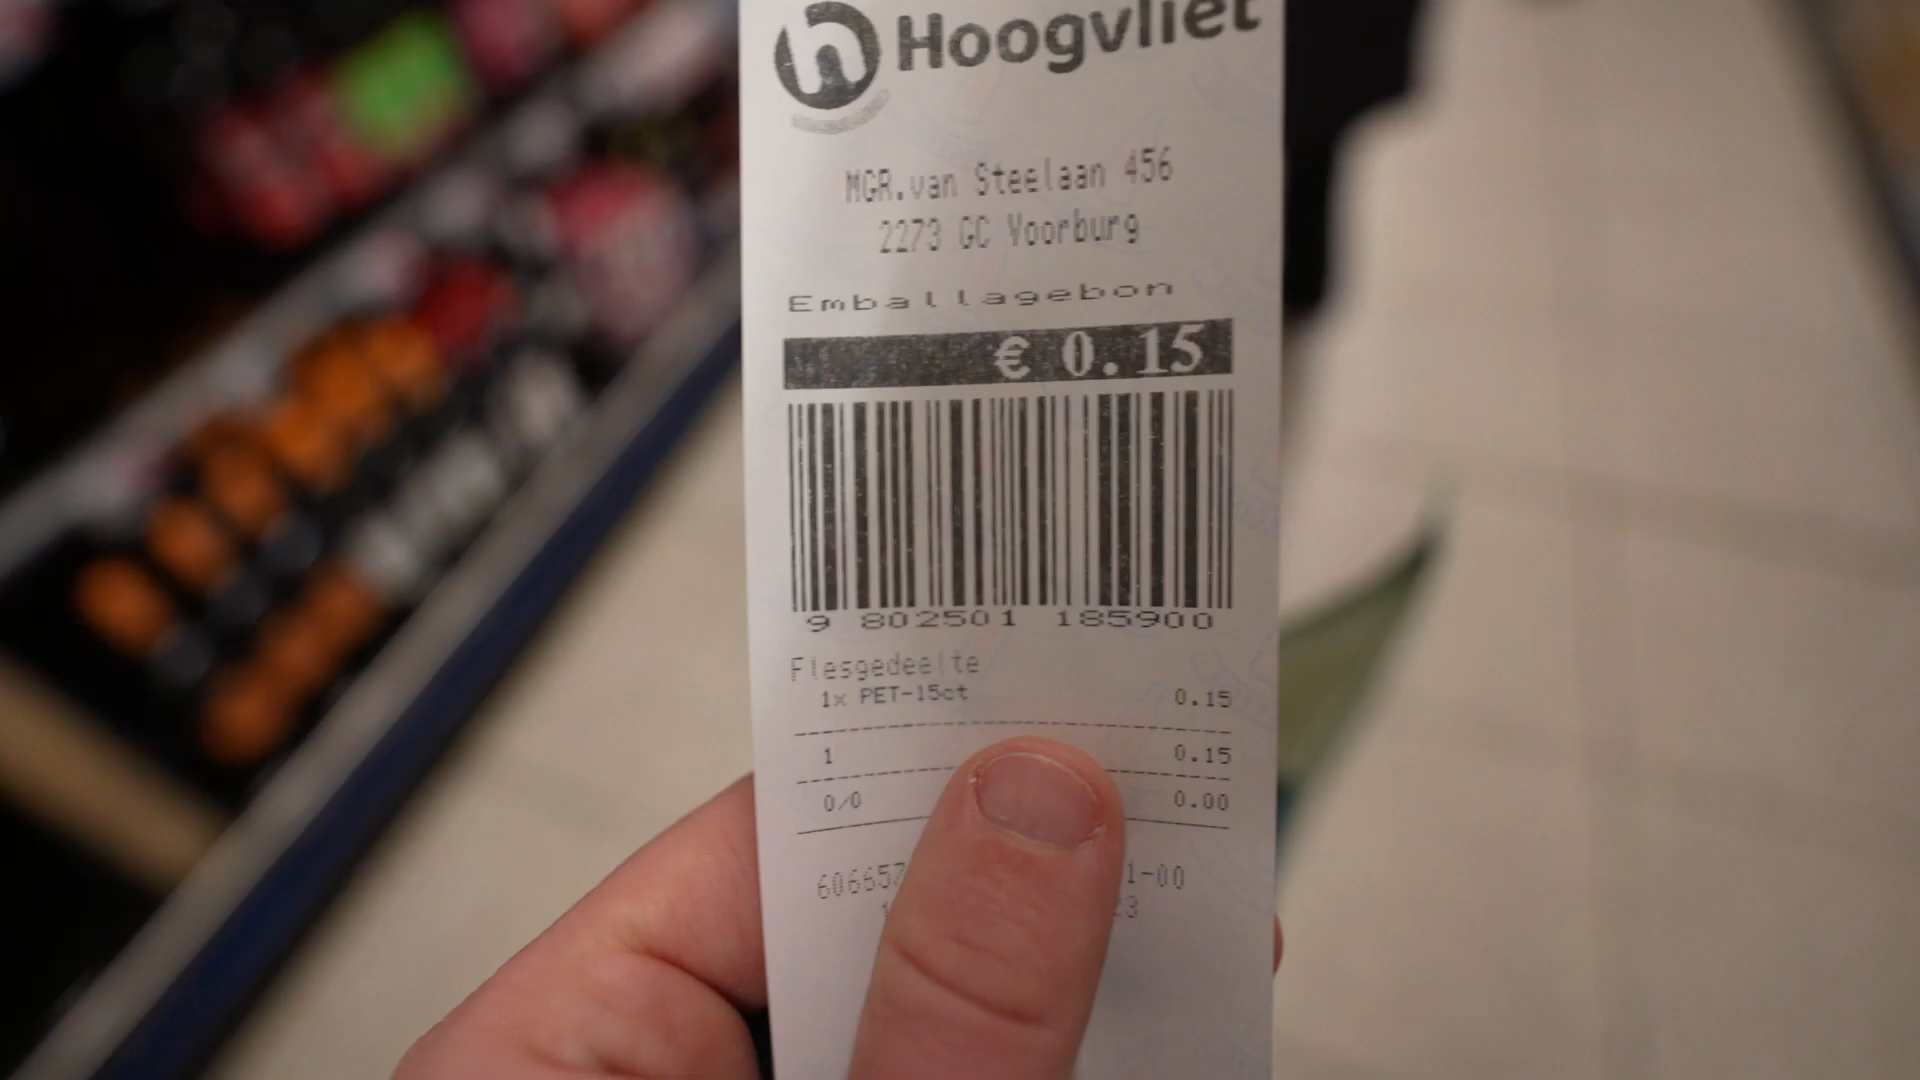 Hoogvliet
MGR.van Steelaan 456
2273 GC Voorburg
Emballagebon
€ 0.15
9 802501 185900
Flesgedeelte
1x PET-15ct 0.15
1 0.15
0/0 0.00